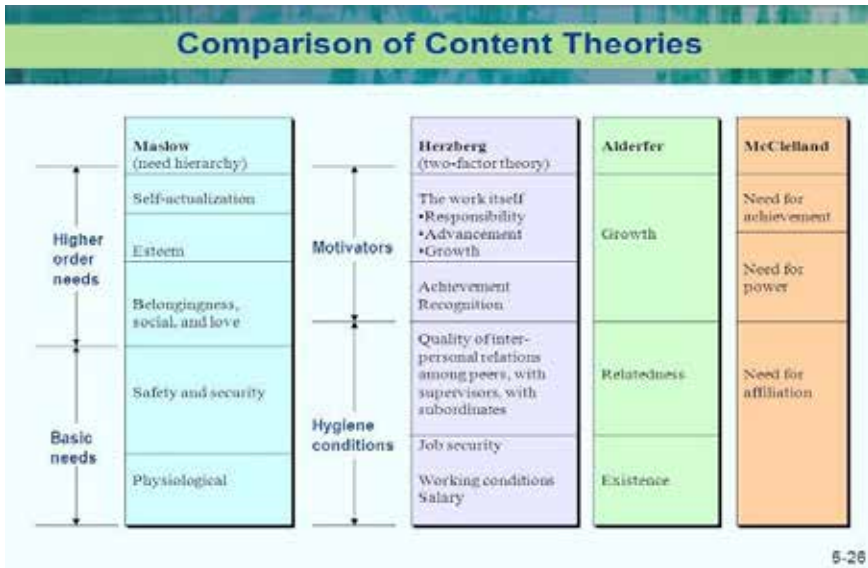 Comparison of Content Theories
Higher
order
needs
Basic
needs
Maslow
(need hierarchy)
Self-actualization
Esteem
Belongingness,
social, and love
Safety and security
Physiological
Motivators
Hygiene
conditions
Herzberg
(two-factor theory)
The work itself
•Responsibility
•Advancement
•Growth
Achievement
Recognition
Quality of inter-
personal relations
among peers, with
supervisors, with
subordinates
Job security
Working conditions
Salary
Alderfer
Growth
Relatedness
Existence
McClelland
Need for
achievement
Need for
power
Need for
affiliation
5-26